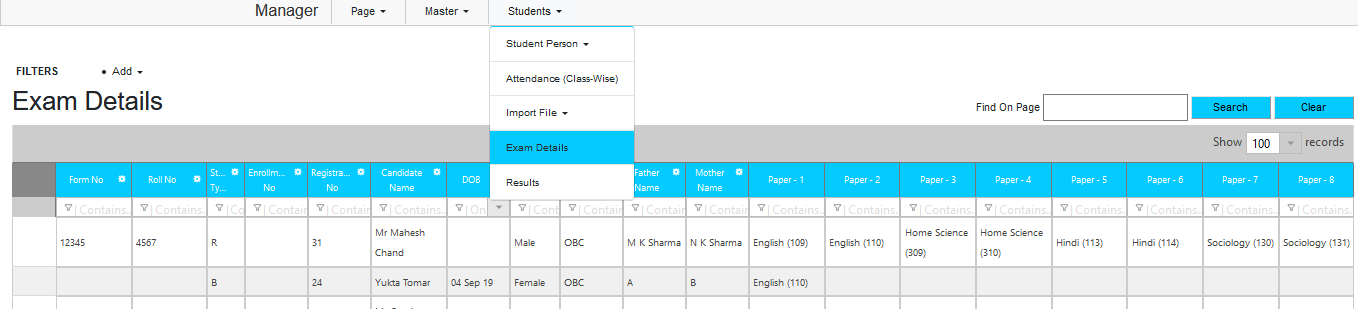 Manager Page Master Students
Student Person
FILTERS • Add
Attendance (Class-Wise)
Exam Details
Find On Page Search Clear
Import File
Show 100 records
Exam Details
Results
Form No Roll No St... Ty... Enrollm... No Registra... No Candidate Name DOB Father Name Mother Name Paper - 1 Paper - 2 Paper - 3 Paper - 4 Paper - 5 Paper - 6 Paper - 7 Paper - 8
Contains.. Contains.. Co Contains Contains Contains.. On Cont Contains.. Contains Contains Contains.. Contains.. Contains.. Contains.. Contains.. Contains.. Contains.. Contains..
12345 4567 R 31 Mr Mahesh Chand Male OBC M K Sharma N K Sharma English (109) English (110) Home Science (309) Home Science (310) Hindi (113) Hindi (114) Sociology (130) Sociology (131)
B 24 Yukta Tomar 04 Sep 19 Female OBC A B English (110)